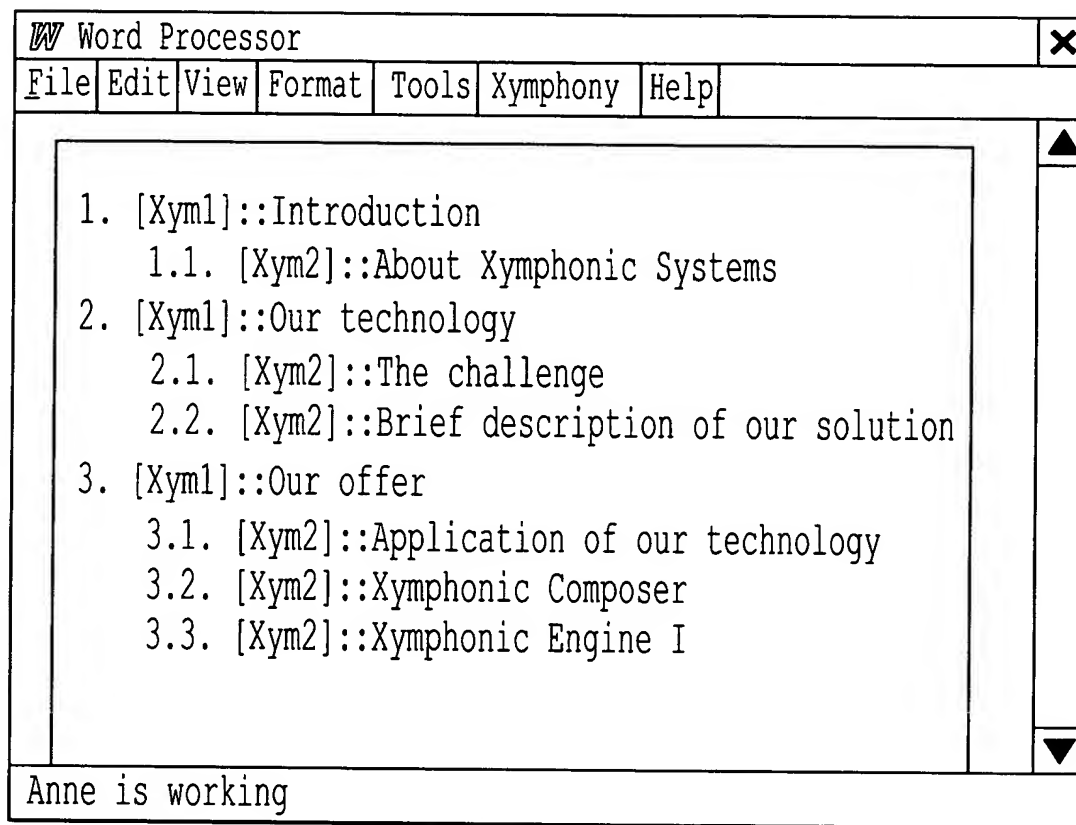 W Word Processor
File Edit View Format Tools Xymphony Help
1. [Xym1]::Introduction
1.1. [Xym2]::About Xymphonic Systems
2. [Xym1]::Our technology
2.1. [Xym2]::The challenge
2.2. [Xym2]::Brief description of our solution
3. [Xym1]::Our offer
3.1. [Xym2]::Application of our technology
3.2. [Xym2]::Xymphonic Composer
3.3. [Xym2]::Xymphonic Engine I
Anne is working